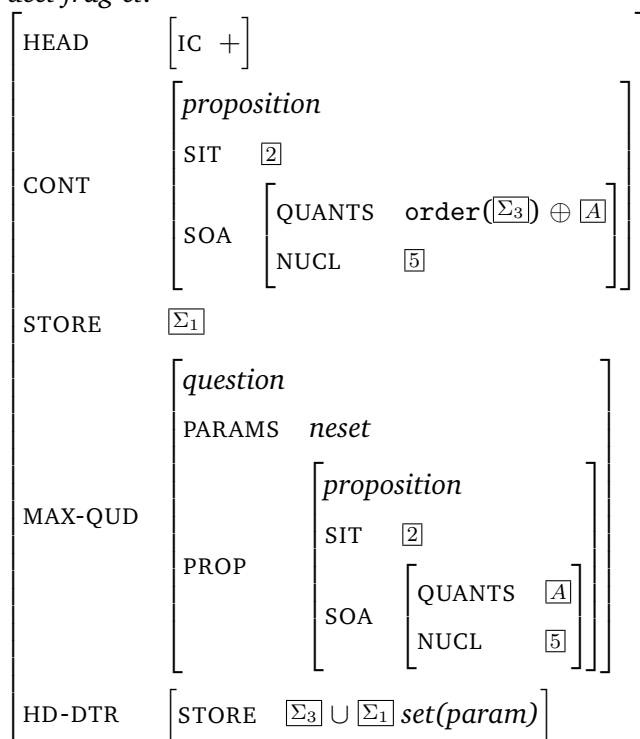 decl-frag-cl:
HEAD [IC +]
CONT [proposition
SIT [2]
SOA [QUANTS order([Σ3]) ⊕ [A]
NUCL [5]]]
STORE [Σ1]
MAX-QUD [question
PARAMS neset
PROP [proposition
SIT [2]
SOA [QUANTS [A]
NUCL [5]]]]
HD-DTR [STORE [Σ3] ∪ [Σ1] set(param)]